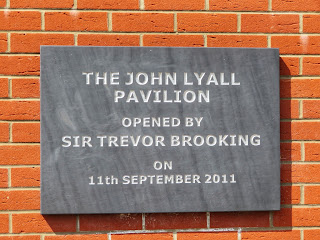 THE JOHN LYALL
PAVILION
OPENED BY
SIR TREVOR BROOKING
ON
11th SEPTEMBER 2011